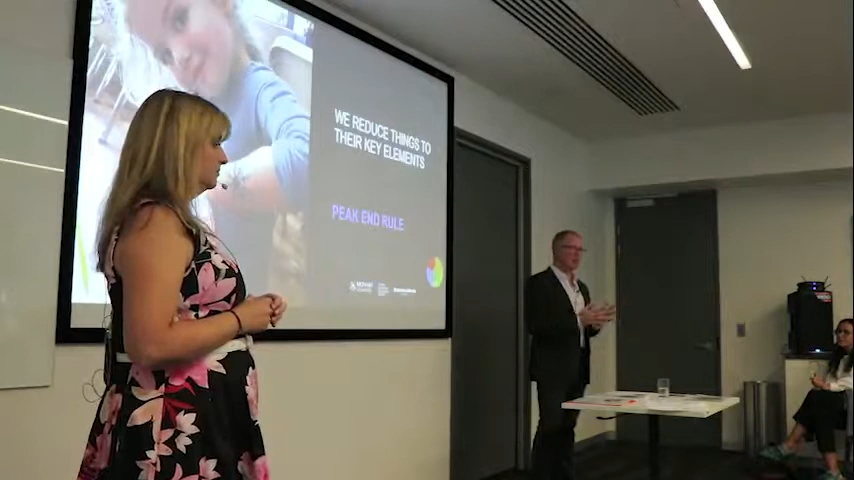 WE REDUCE THINGS TO
THEIR KEY ELEMENTS
PEAK END RULE